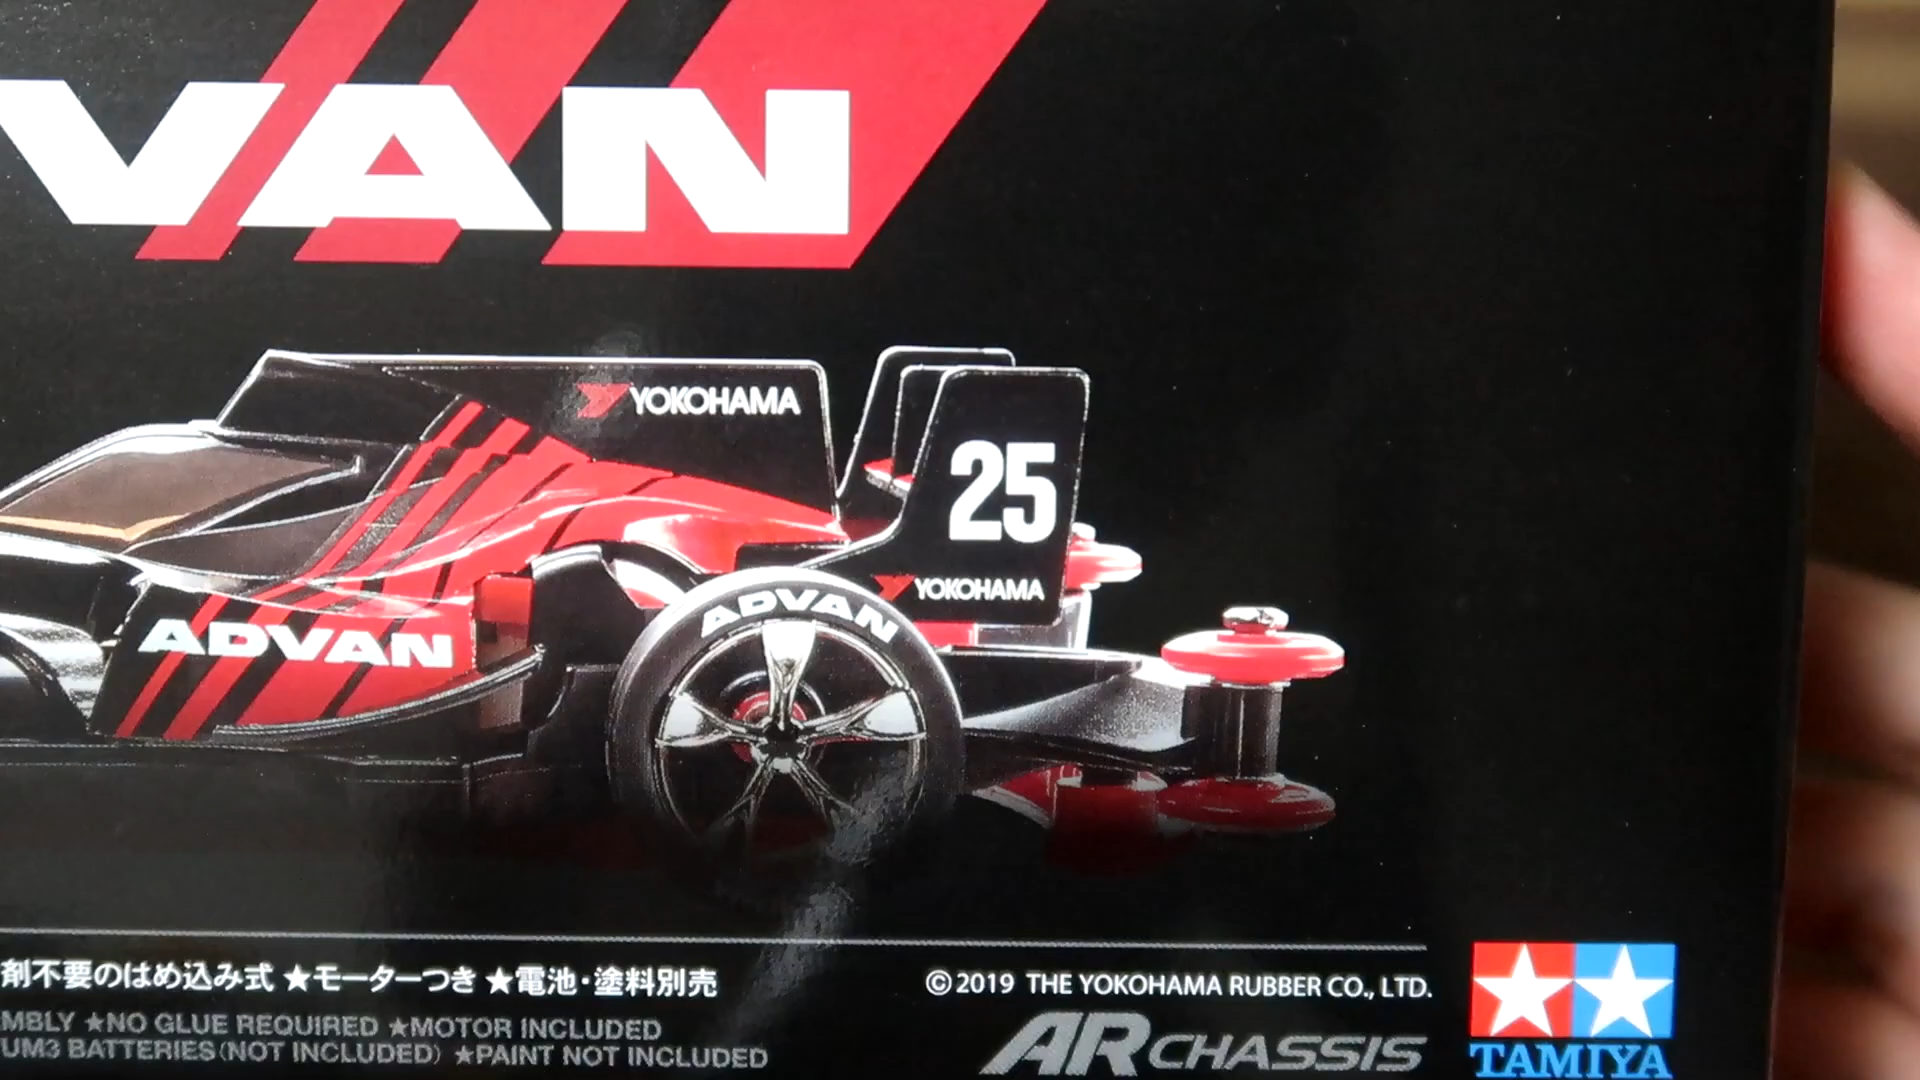 VAN
YOKOHAMA
25
YOKOHAMA
ADVAN
ADVAN
剤不要のはめ込み式 ★モーターつき ★電池・塗料別売
MBLY ★NO GLUE REQUIRED ★MOTOR INCLUDED
UM3 BATTERIES (NOT INCLUDED) ★PAINT NOT INCLUDED
©2019 THE YOKOHAMA RUBBER CO., LTD.
AR CHASSIS
TAMIYA